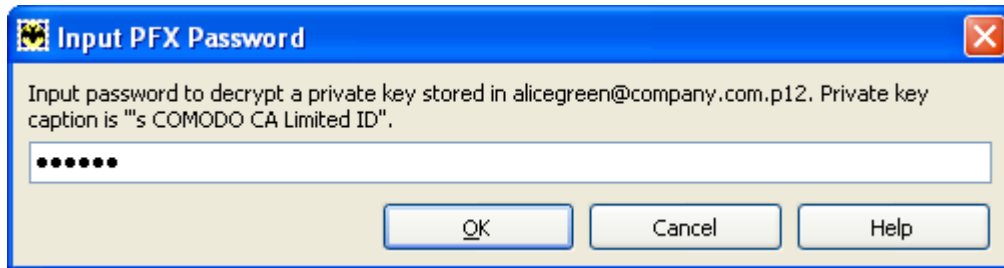 Input PFX Password
Input password to decrypt a private key stored in alicegreen@company.com.p12. Private key
caption is "'s COMODO CA Limited ID".
••••••
OK
Cancel
Help